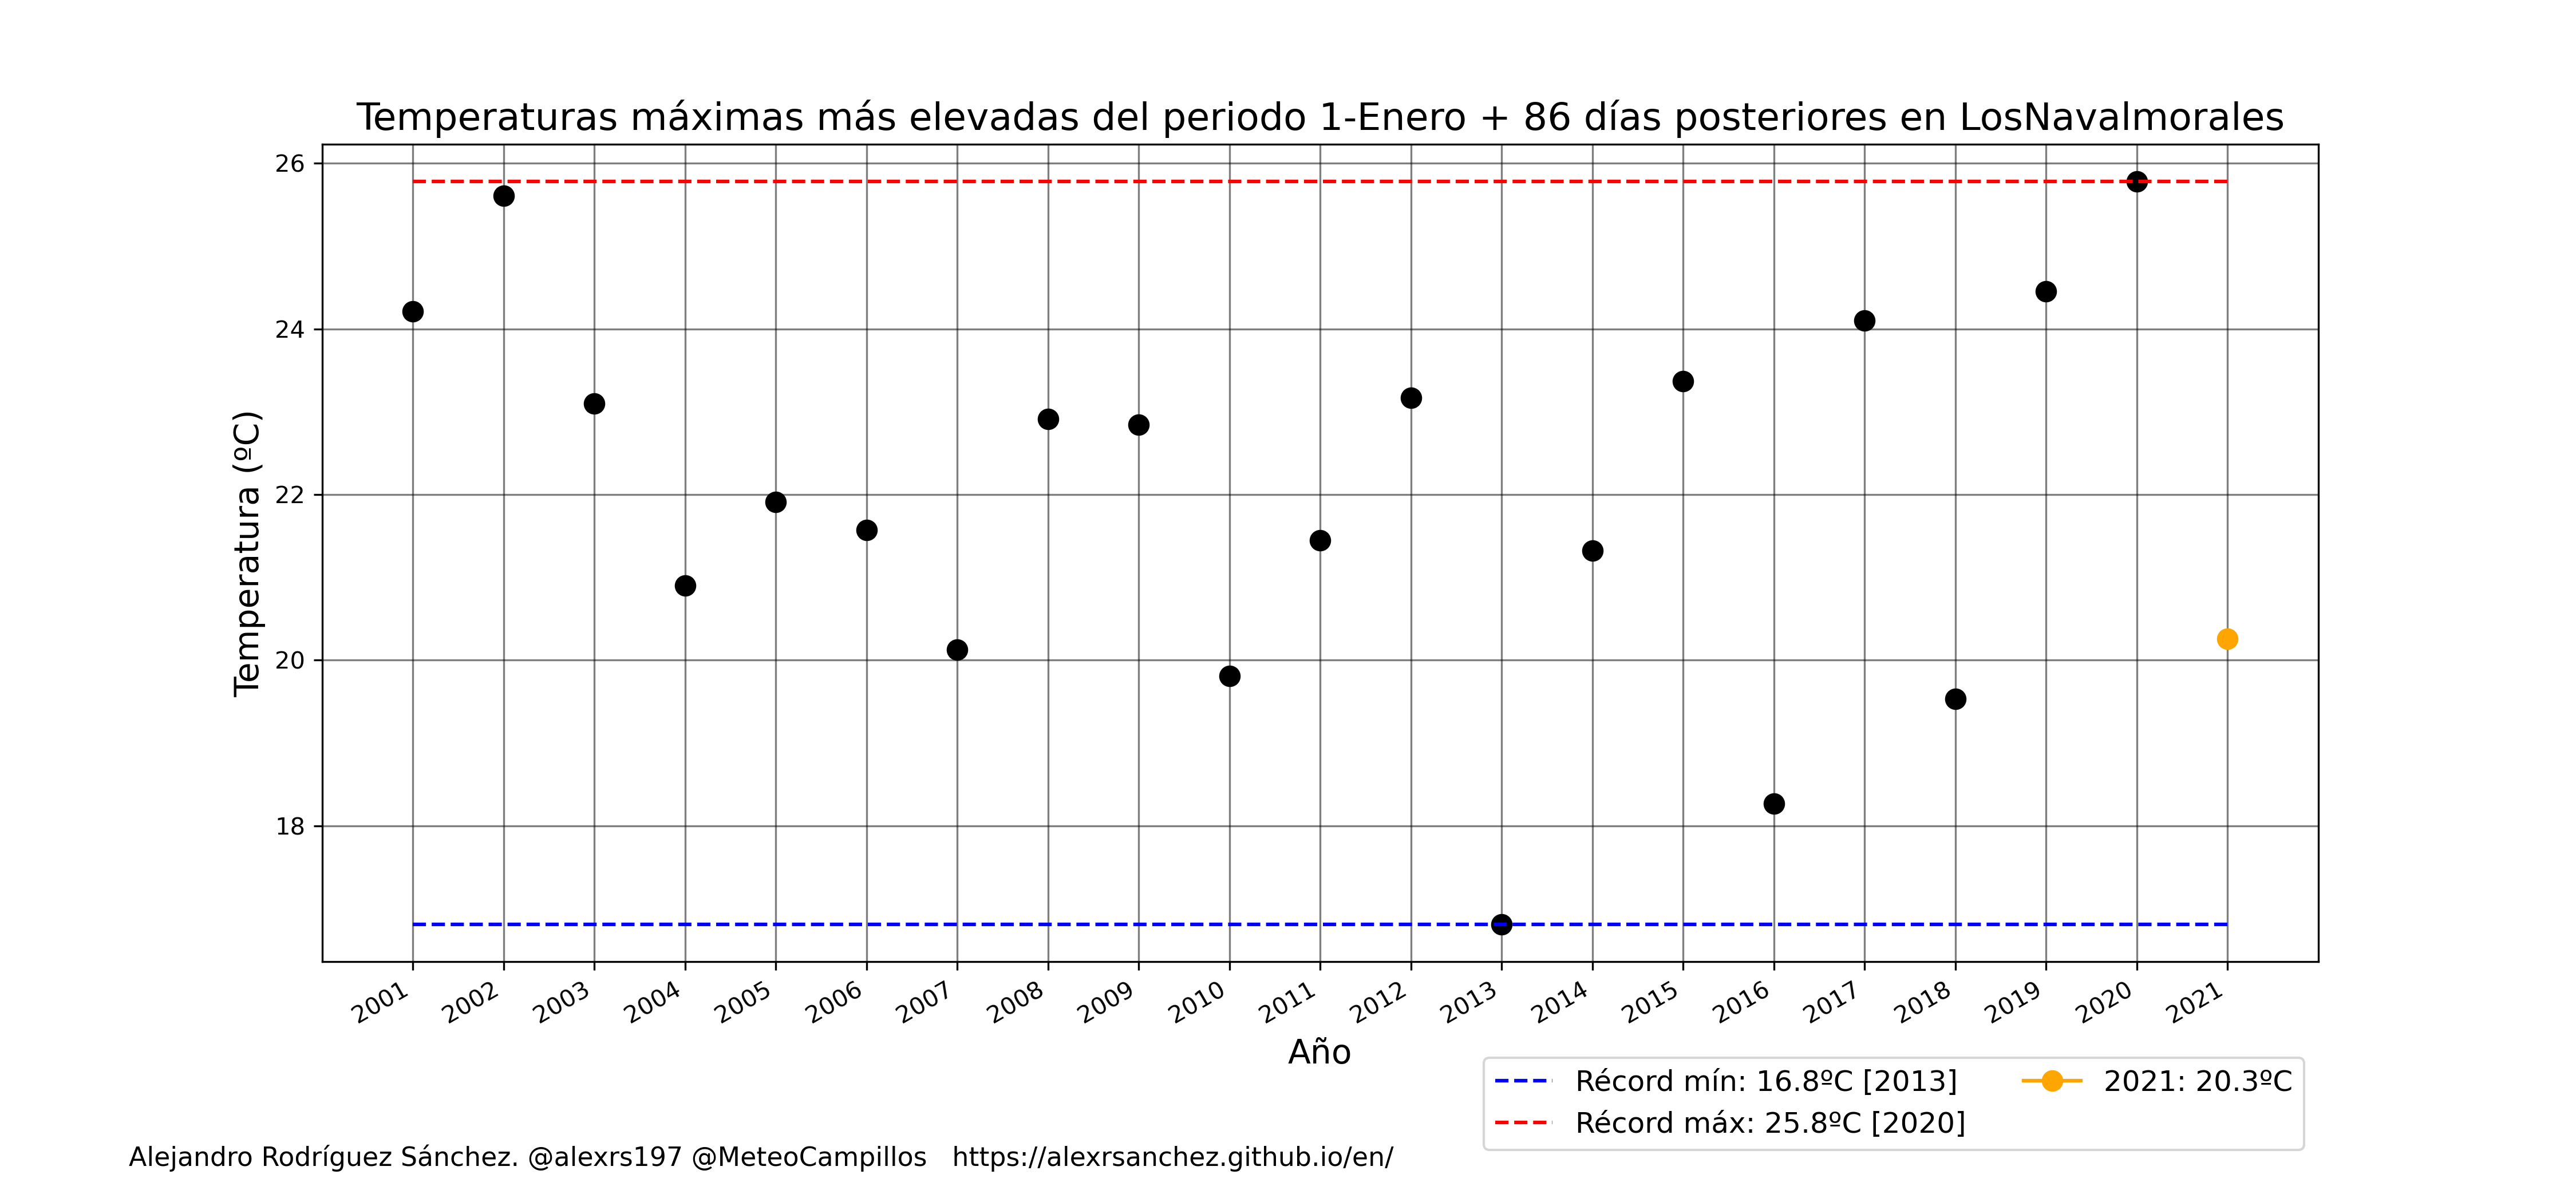 Temperaturas máximas más elevadas del periodo 1-Enero + 86 días posteriores en LosNavalmorales
Temperatura (ºC)
26
24
22
20
18
2001 2002 2003 2004 2005 2006 2007 2008 2009 2010 2011 2012 2013 2014 2015 2016 2017 2018 2019 2020 2021
Año
Récord mín: 16.8ºC [2013]
Récord máx: 25.8ºC [2020]
2021: 20.3ºC
Alejandro Rodríguez Sánchez. @alexrs197 @MeteoCampillos https://alexrsanchez.github.io/en/